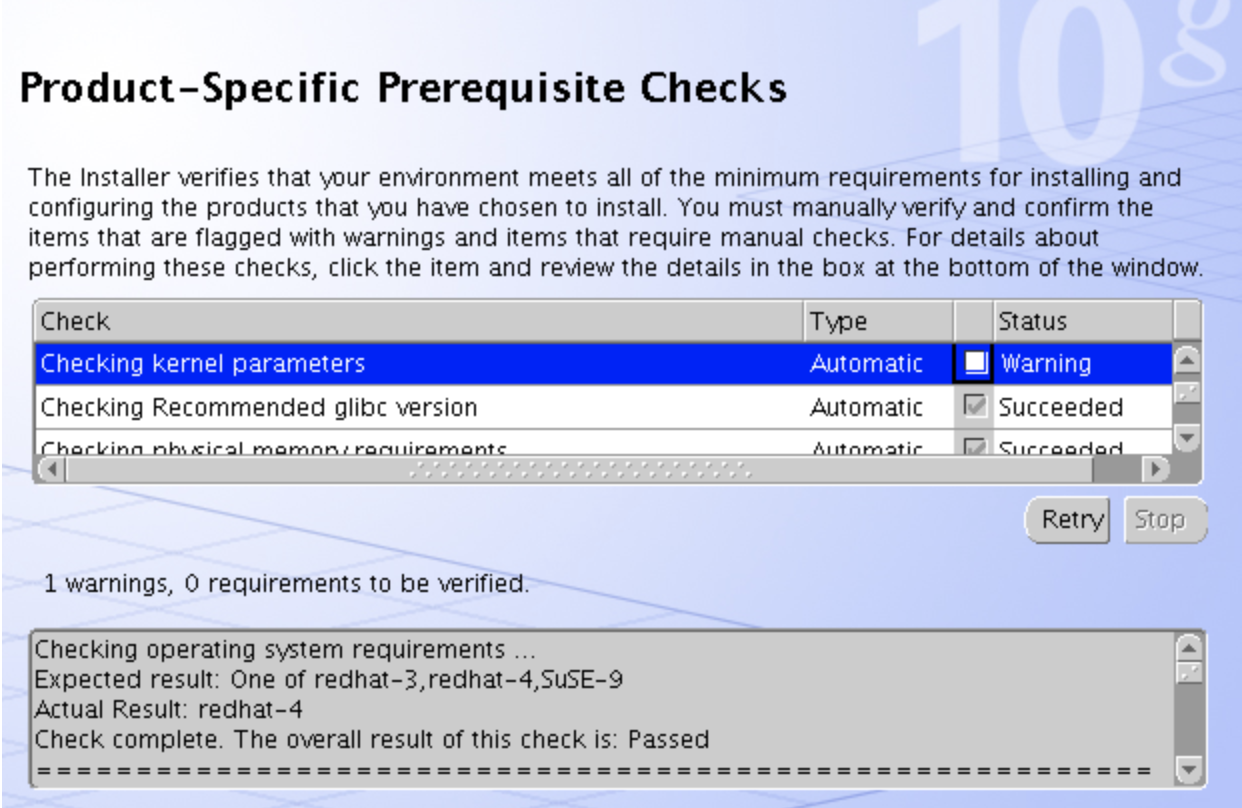 10g
Product-Specific Prerequisite Checks
The Installer verifies that your environment meets all of the minimum requirements for installing and
configuring the products that you have chosen to install. You must manually verify and confirm the
items that are flagged with warnings and items that require manual checks. For details about
performing these checks, click the item and review the details in the box at the bottom of the window.
Check Type Status
Checking kernel parameters Automatic Warning
Checking Recommended glibc version Automatic Succeeded
Checking physical memory requirements Automatic Succeeded
Retry Stop
1 warnings, 0 requirements to be verified.
Checking operating system requirements ...
Expected result: One of redhat-3,redhat-4,SuSE-9
Actual Result: redhat-4
Check complete. The overall result of this check is: Passed
========================================================